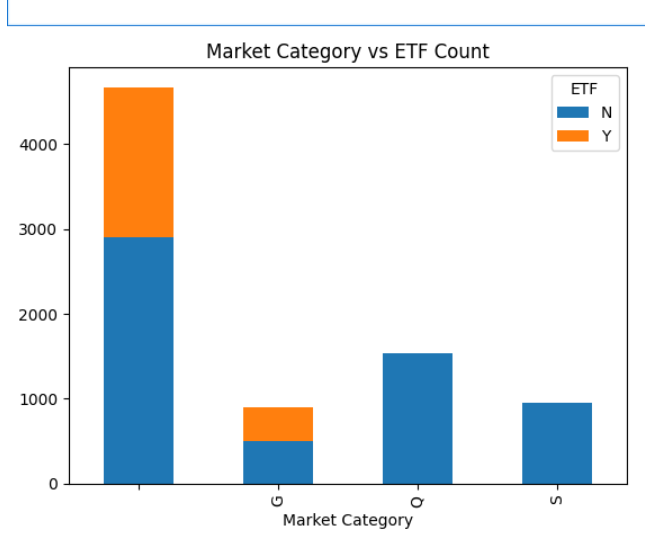 Market Category vs ETF Count
ETF
N
Y
4000
3000
2000
1000
0
G
Q
S
Market Category